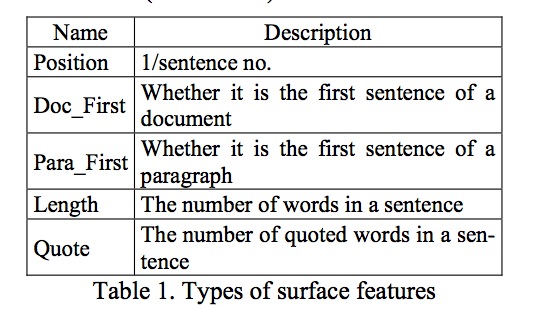 Name Description
Position 1/sentence no.
Doc_First Whether it is the first sentence of a
document
Para_First Whether it is the first sentence of a
paragraph
Length The number of words in a sentence
Quote The number of quoted words in a sen-
tence
Table 1. Types of surface features